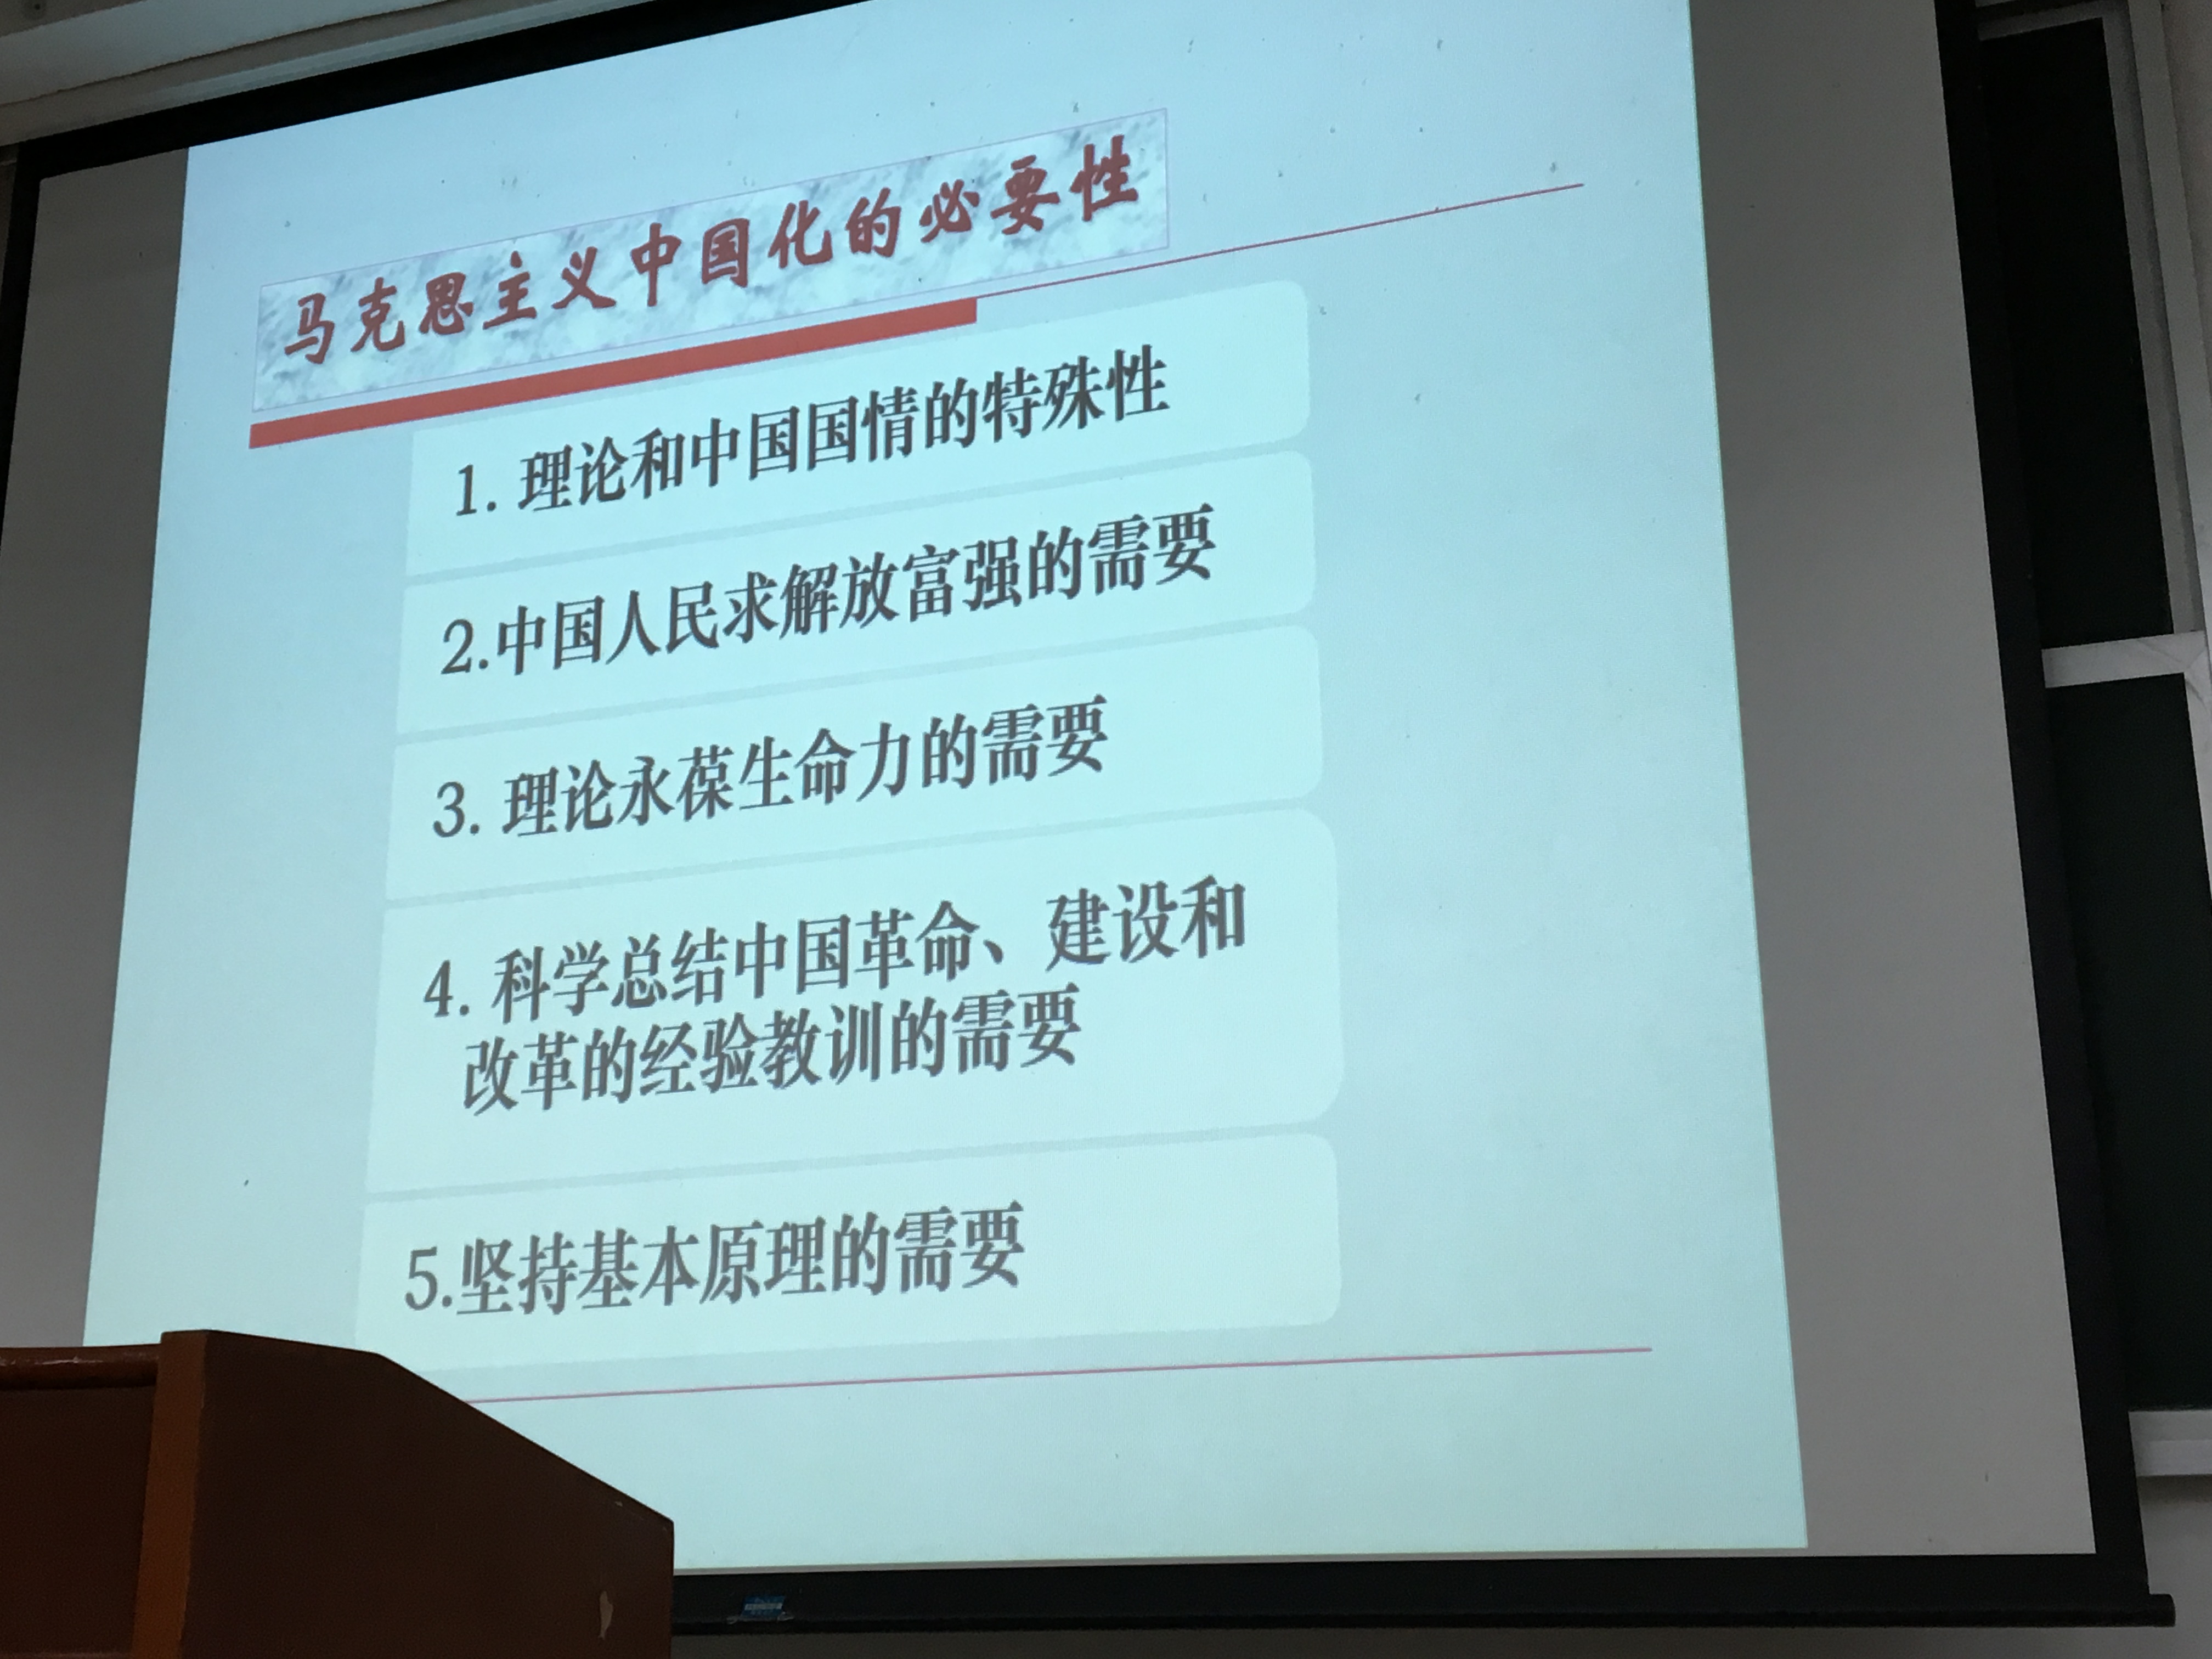 马克思主义中国化的必要性
1. 理论和中国国情的特殊性
2.中国人民求解放富强的需要
3. 理论永葆生命力的需要
4. 科学总结中国革命、建设和
改革的经验教训的需要
5.坚持基本原理的需要